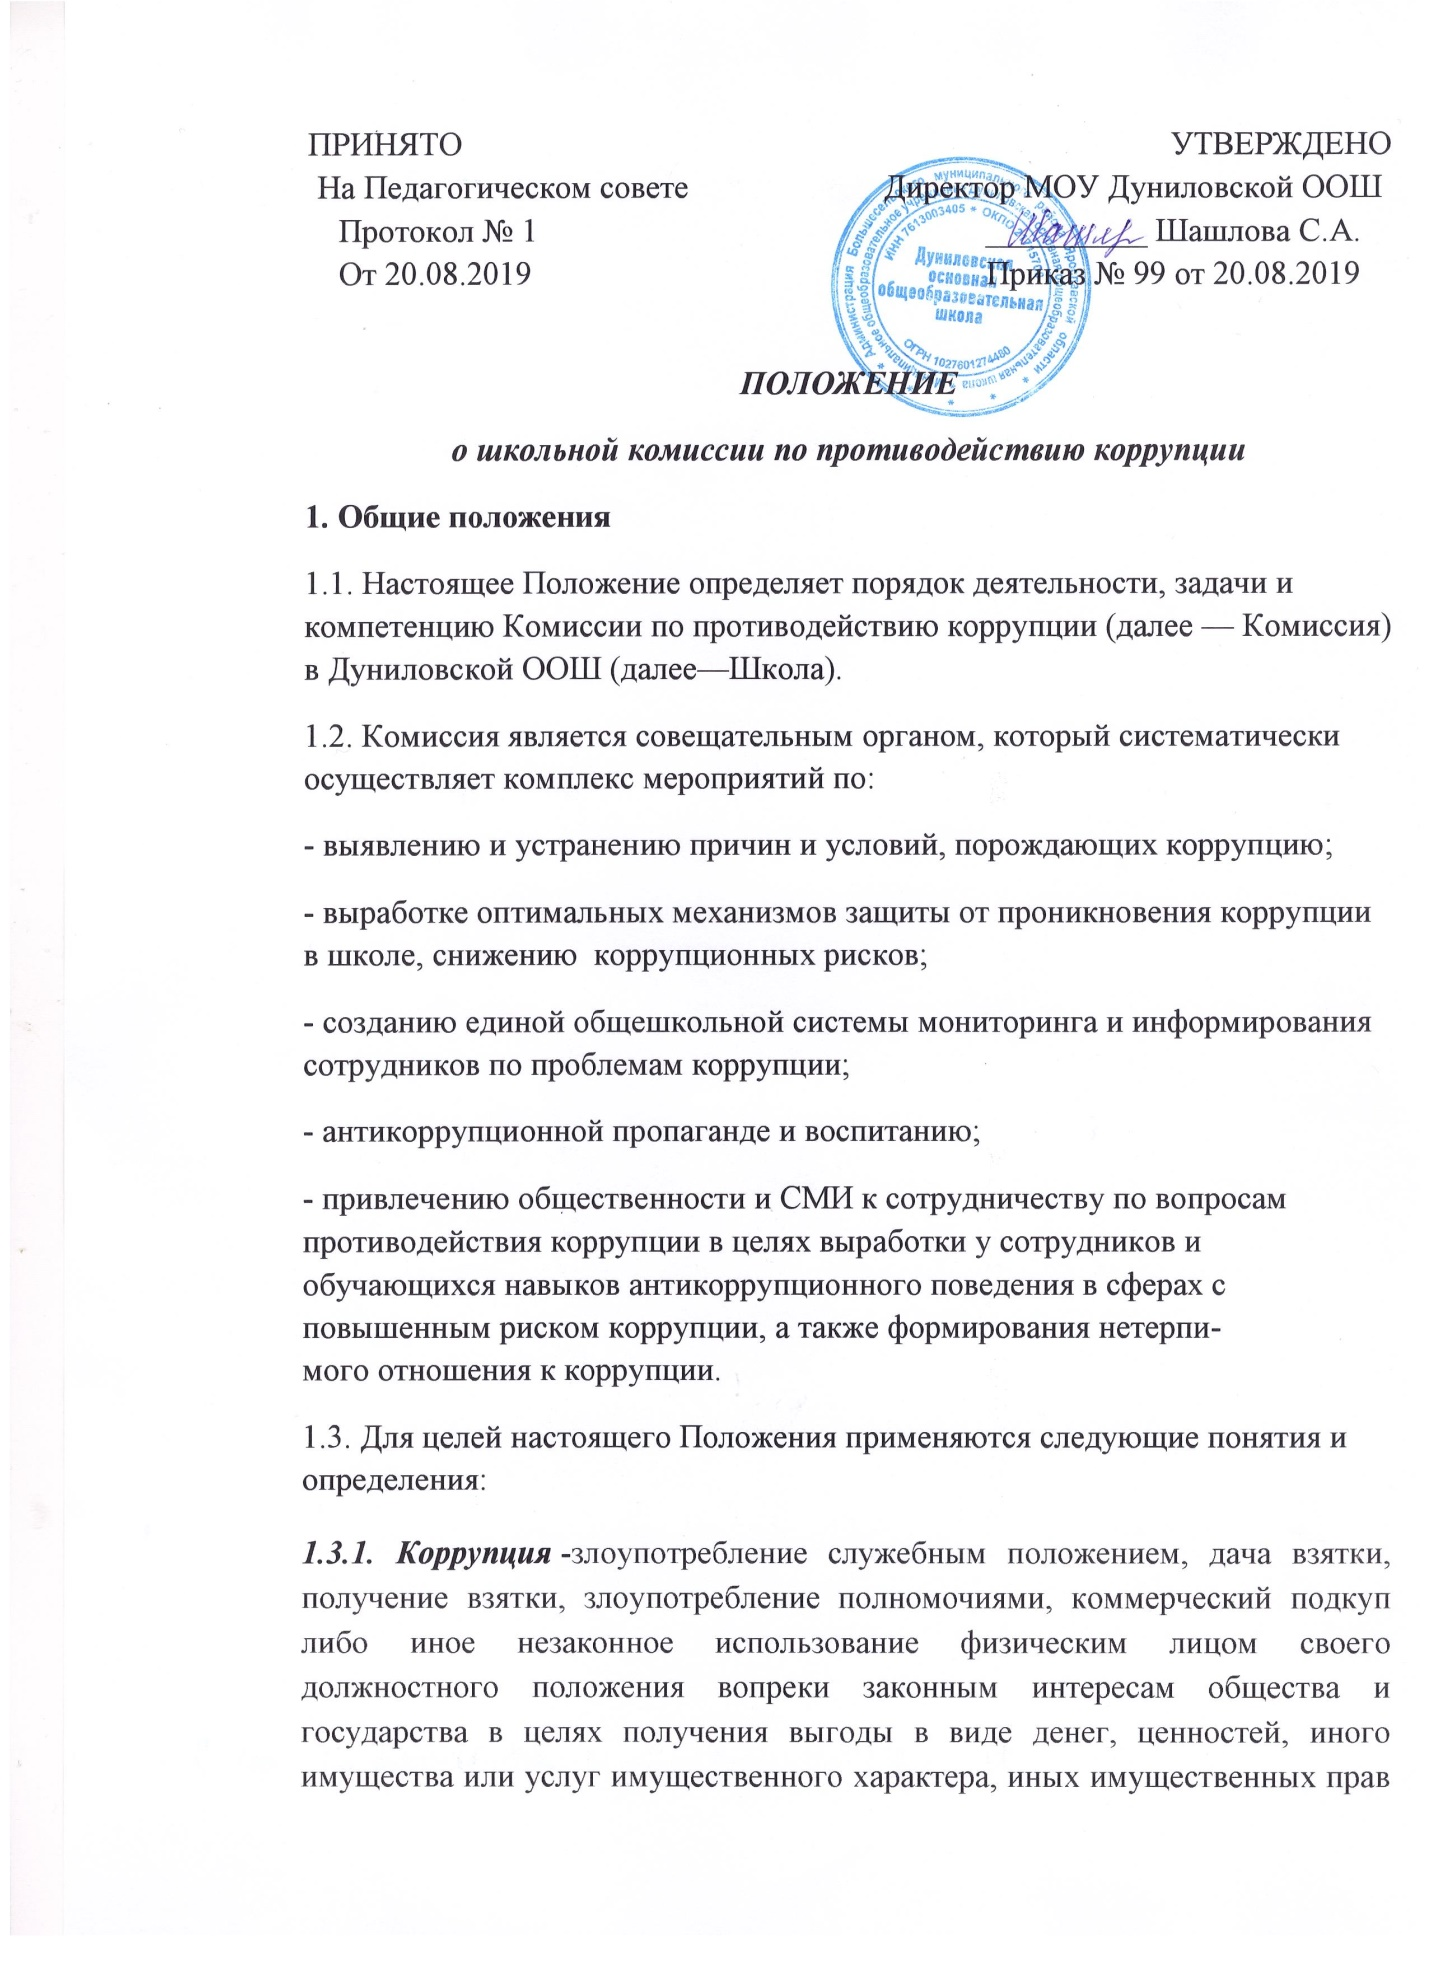 ПРИНЯТО УТВЕРЖДЕНО
На Педагогическом совете Директор МОУ Дуниловской ООШ
Протокол № 1 Шашлова С.А.
От 20.08.2019 Приказ № 99 от 20.08.2019
ИНН 7613003405 * ОКПО
Дуниловская
основная
общеобразовательная
школа
ОГРН 1027601274480
ПОЛОЖЕНИЕ
о школьной комиссии по противодействию коррупции
1. Общие положения
1.1. Настоящее Положение определяет порядок деятельности, задачи и
компетенцию Комиссии по противодействию коррупции (далее — Комиссия)
в Дуниловской ООШ (далее—Школа).
1.2. Комиссия является совещательным органом, который систематически
осуществляет комплекс мероприятий по:
- выявлению и устранению причин и условий, порождающих коррупцию;
- выработке оптимальных механизмов защиты от проникновения коррупции
в школе, снижению коррупционных рисков;
- созданию единой общешкольной системы мониторинга и информирования
сотрудников по проблемам коррупции;
- антикоррупционной пропаганде и воспитанию;
- привлечению общественности и СМИ к сотрудничеству по вопросам
противодействия коррупции в целях выработки у сотрудников и
обучающихся навыков антикоррупционного поведения в сферах с
повышенным риском коррупции, а также формирования нетерпи-
мого отношения к коррупции.
1.3. Для целей настоящего Положения применяются следующие понятия и
определения:
1.3.1. Коррупция -злоупотребление служебным положением, дача взятки,
получение взятки, злоупотребление полномочиями, коммерческий подкуп
либо иное незаконное использование физическим лицом своего
должностного положения вопреки законным интересам общества и
государства в целях получения выгоды в виде денег, ценностей, иного
имущества или услуг имущественного характера, иных имущественных прав